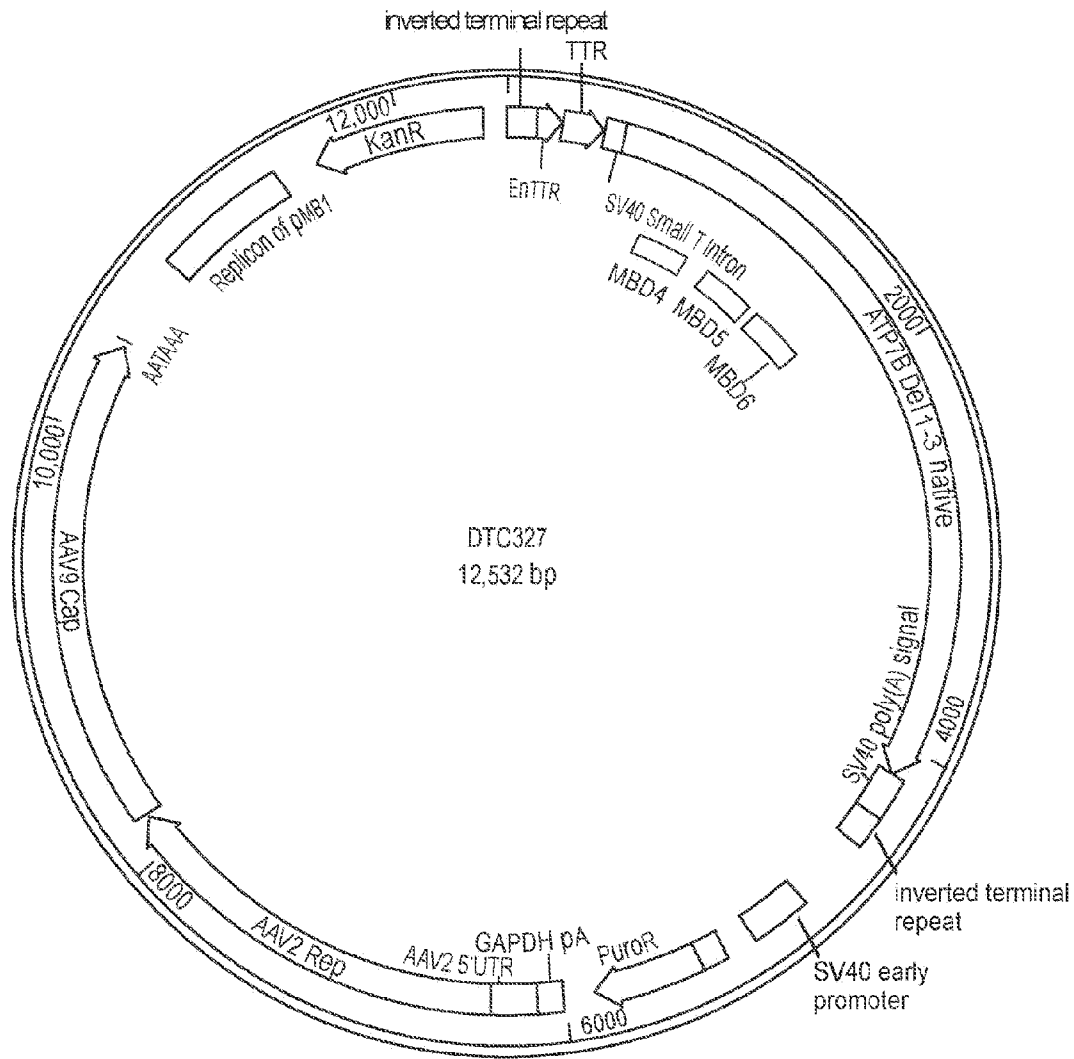 inverted terminal repeat
TTR
12,000
KanR
EnTTR
SV40 Small T intron
Replicon of pMB1
MBD4
MBD5
MBD6
2000
ATP7B Del 1-3 native
AATAAA
10,000
AAV9 Cap
DTC327
12,532 bp
SV40 poly(A) signal
4000
inverted terminal
repeat
SV40 early
promoter
PuroR
GAPDH pA
AAV2 5'UTR
AAV2 Rep
8000
6000